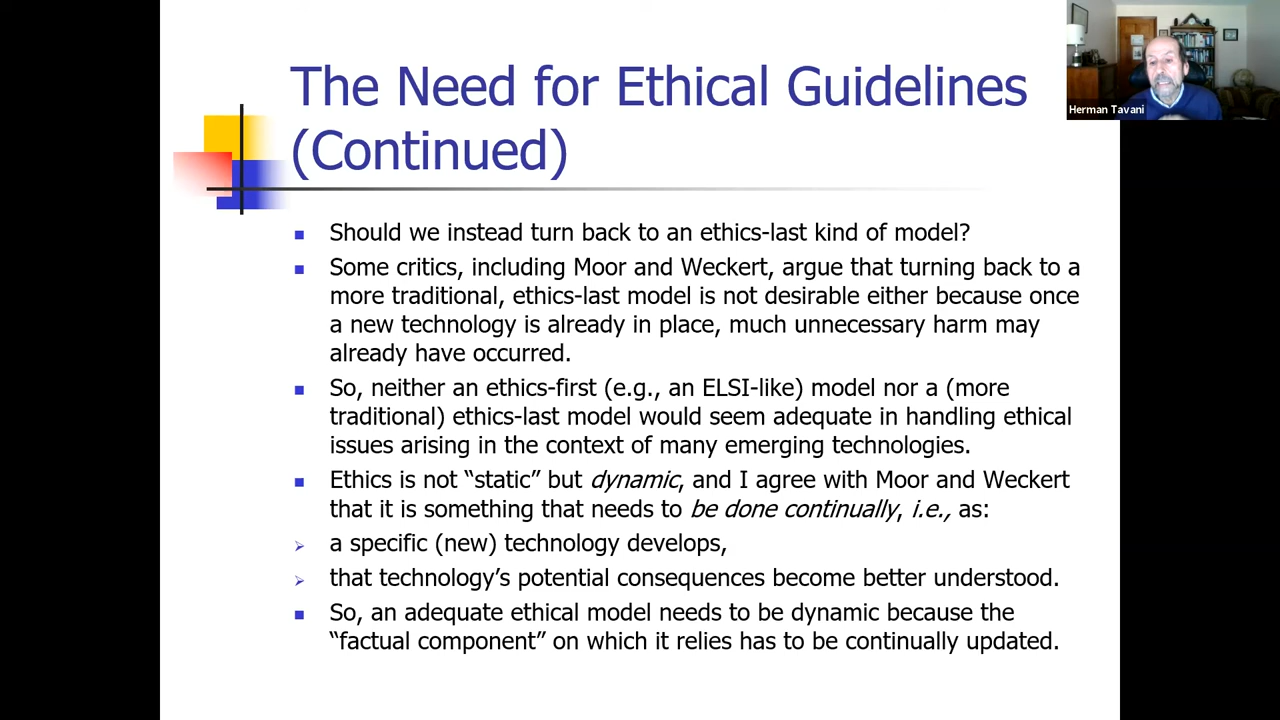 The Need for Ethical Guidelines
(Continued)
Herman Tavani
Should we instead turn back to an ethics-last kind of model?
Some critics, including Moor and Weckert, argue that turning back to a
more traditional, ethics-last model is not desirable either because once
a new technology is already in place, much unnecessary harm may
already have occurred.
So, neither an ethics-first (e.g., an ELSI-like) model nor a (more
traditional) ethics-last model would seem adequate in handling ethical
issues arising in the context of many emerging technologies.
Ethics is not “static” but dynamic, and I agree with Moor and Weckert
that it is something that needs to be done continually, i.e., as:
a specific (new) technology develops,
that technology’s potential consequences become better understood.
So, an adequate ethical model needs to be dynamic because the
“factual component” on which it relies has to be continually updated.